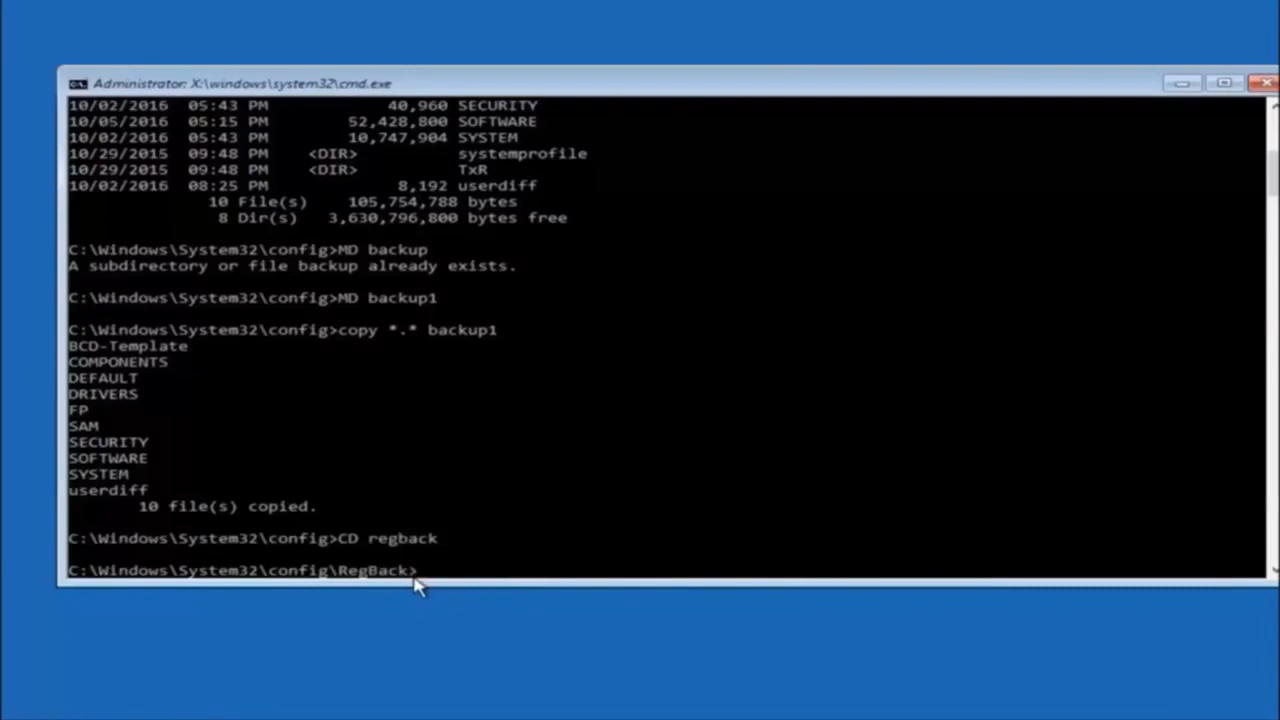 Administrator: X:\windows\system32\cmd.exe
10/02/2016 05:43 PM 40,960 SECURITY
10/05/2016 05:15 PM 52,428,800 SOFTWARE
10/02/2016 05:43 PM 10,747,904 SYSTEM
10/29/2015 09:48 PM <DIR> systemprofile
10/29/2015 09:48 PM <DIR> TxR
10/02/2016 08:25 PM 8,192 userdiff
10 File(s) 105,754,788 bytes
8 Dir(s) 3,630,796,800 bytes free
C:\Windows\System32\config>MD backup
A subdirectory or file backup already exists.
C:\Windows\System32\config>MD backup1
C:\Windows\System32\config>copy *.* backup1
BCD-Template
COMPONENTS
DEFAULT
DRIVERS
FP
SAM
SECURITY
SOFTWARE
SYSTEM
userdiff
10 file(s) copied.
C:\Windows\System32\config>CD regback
C:\Windows\System32\config\RegBack>